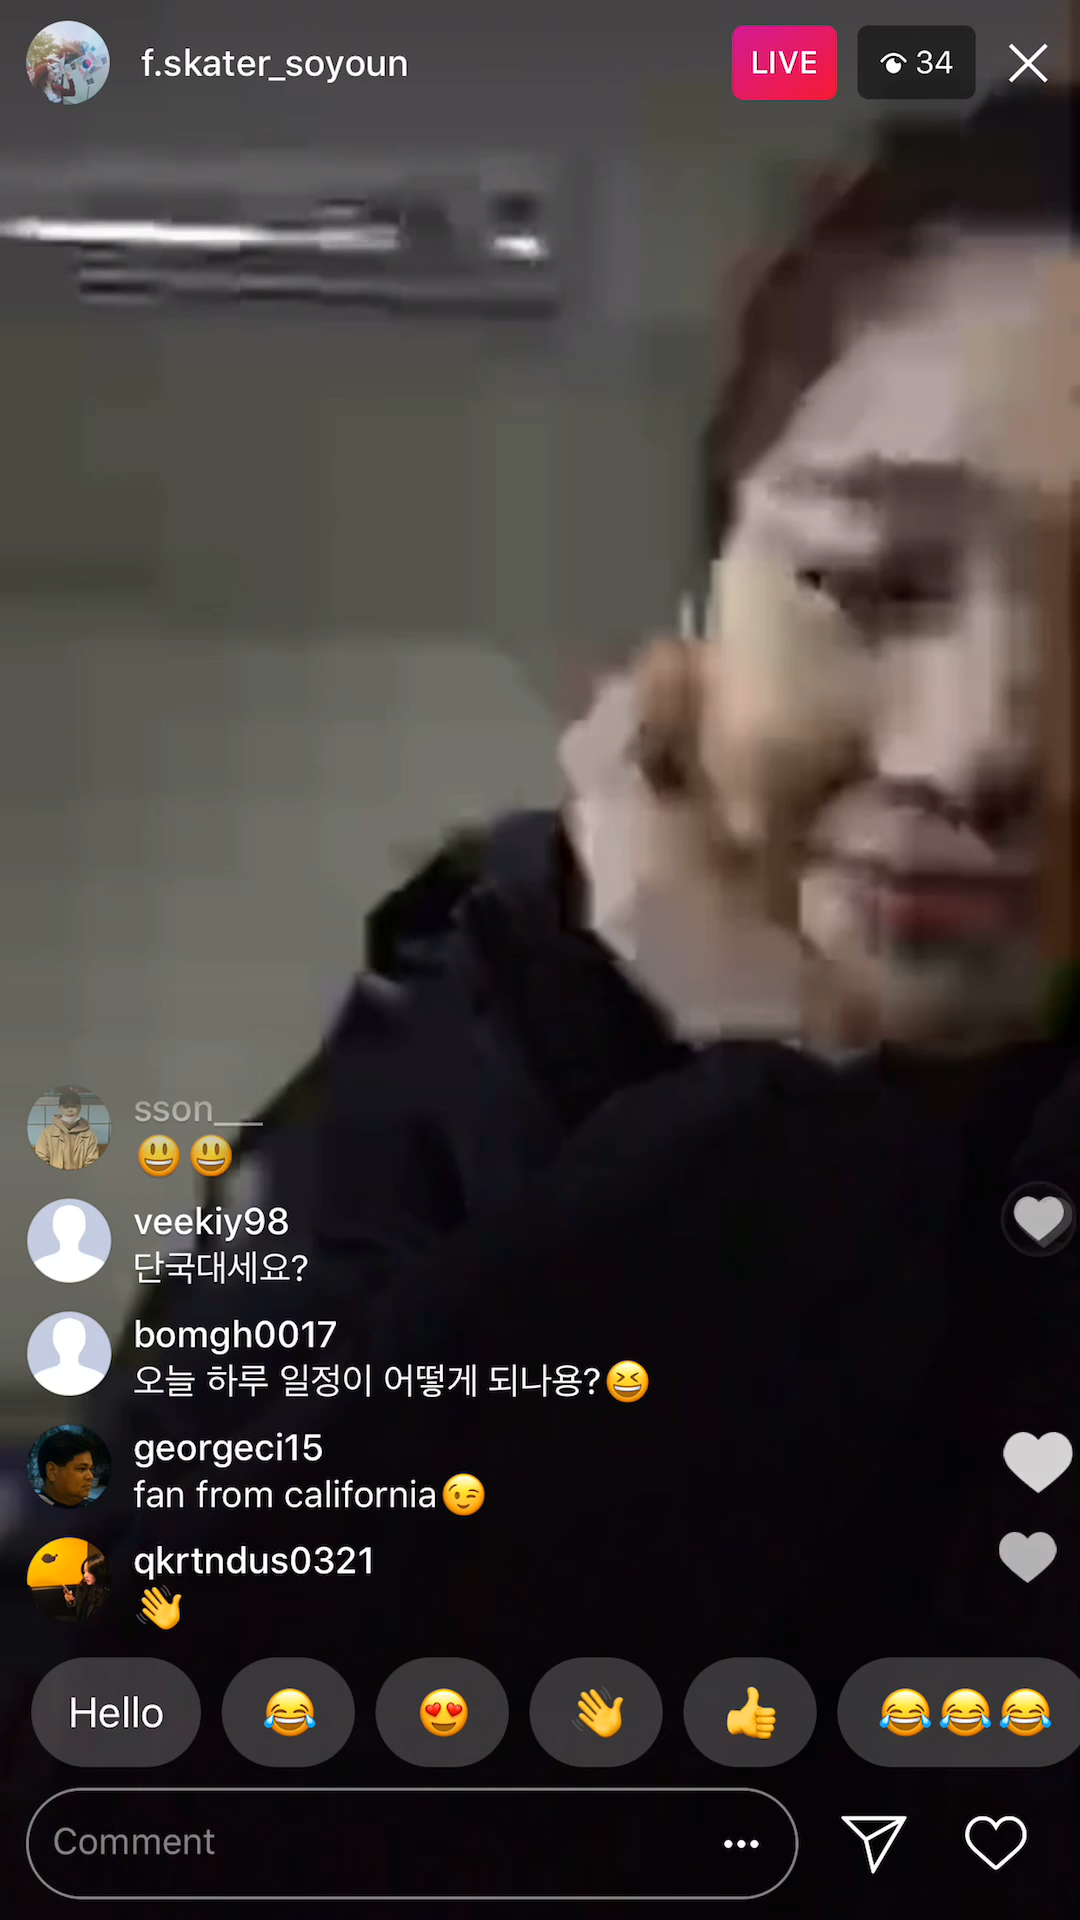 f.skater_soyoun
LIVE
34
sson___
😃😃
veekiy98
단국대세요?
bomgh0017
오늘 하루 일정이 어떻게 되나용?😆
georgeci15
fan from california😉
qkrtndus0321
👋
Hello 😂 😍 👋 👍 😂😂😂
Comment